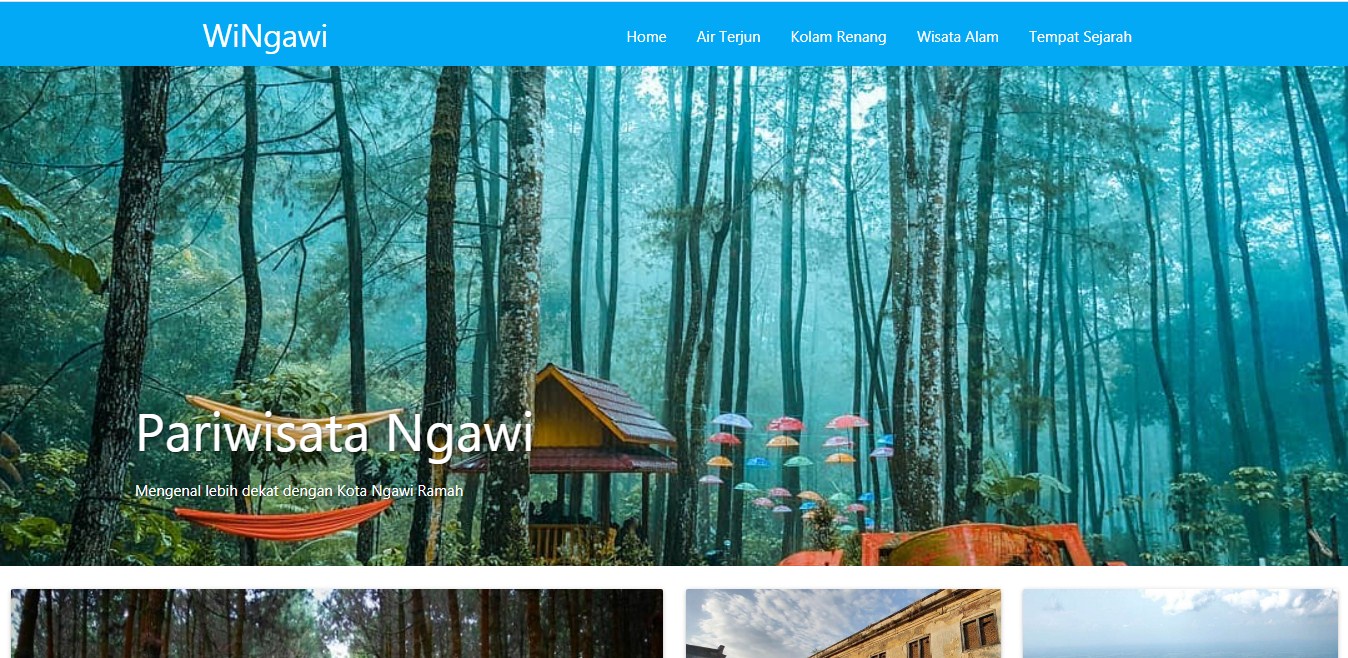 WiNgawi
Home
Air Terjun
Kolam Renang
Wisata Alam
Tempat Sejarah
Pariwisata Ngawi
Mengenal lebih dekat dengan Kota Ngawi Ramah